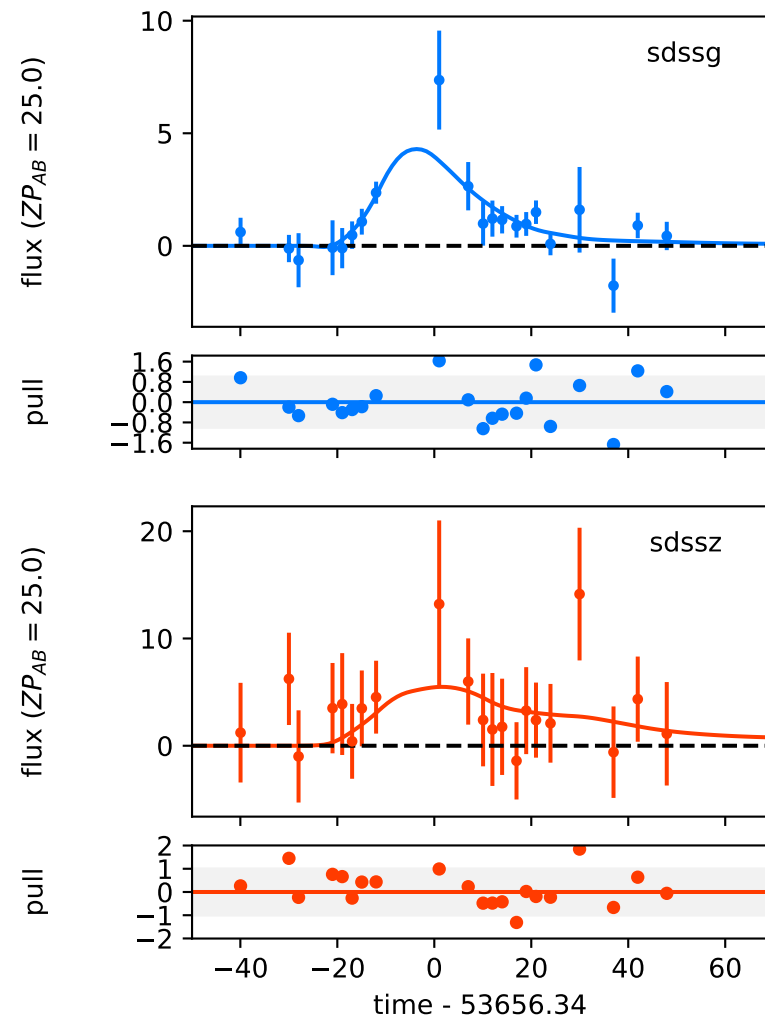 10
5
0
flux (ZP_AB = 25.0)
sdssg
1.6
0.8
0.0
−0.8
−1.6
pull
20
10
0
flux (ZP_AB = 25.0)
sdssz
2
1
0
−1
−2
pull
−40 −20 0 20 40 60
time - 53656.34